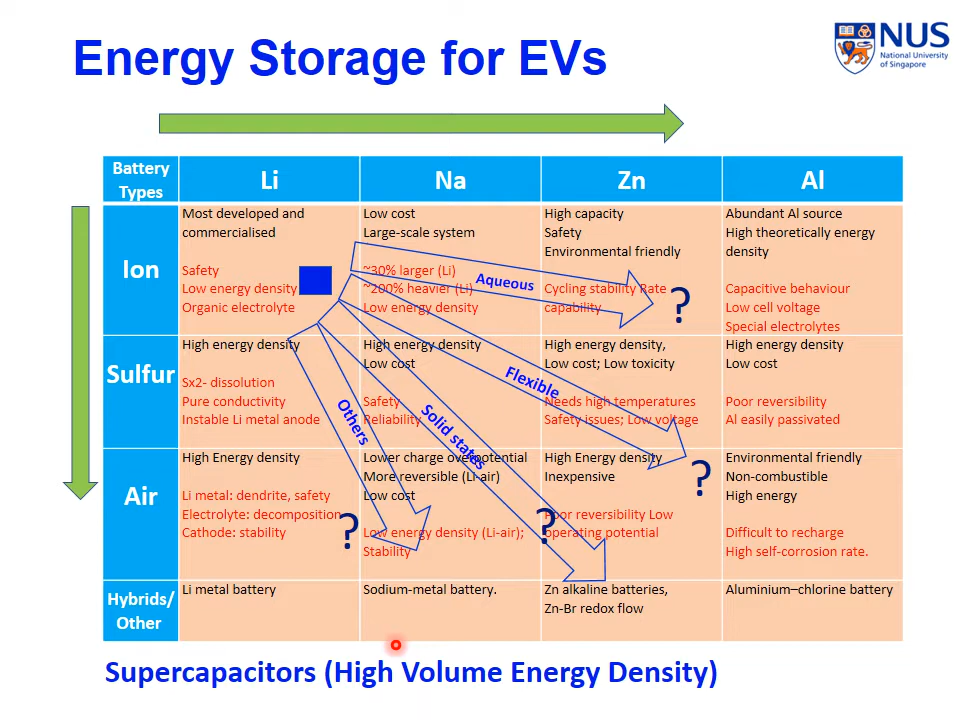 Energy Storage for EVs
NUS
National University
of Singapore
Battery
Types
Li
Na
Zn
Al
Ion
Most developed and
commercialised
Safety
Low energy density
Organic electrolyte
Low cost
Large-scale system
~30% larger (Li)
~200% heavier (Li)
Low energy density
High capacity
Safety
Environmental friendly
Cycling stability Rate
capability
Abundant Al source
High theoretically energy
density
Capacitive behaviour
Low cell voltage
Special electrolytes
Aqueous
?
Sulfur
High energy density
Sx2- dissolution
Pure conductivity
Instable Li metal anode
High energy density
Low cost
Safety
Reliability
High energy density,
Low cost; Low toxicity
Needs high temperatures
Safety issues; Low voltage
High energy density
Low cost
Poor reversibility
Al easily passivated
Flexible
Others
Solid states
Air
High Energy density
Li metal: dendrite, safety
Electrolyte: decomposition
Cathode: stability
?
Lower charge overpotential
More reversible (Li-air)
Low cost
Low energy density (Li-air);
Stability
?
High Energy density
Inexpensive
Poor reversibility Low
operating potential
?
Environmental friendly
Non-combustible
High energy
Difficult to recharge
High self-corrosion rate.
Hybrids/
Other
Li metal battery
Sodium-metal battery.
Zn alkaline batteries,
Zn-Br redox flow
Aluminium–chlorine battery
Supercapacitors (High Volume Energy Density)